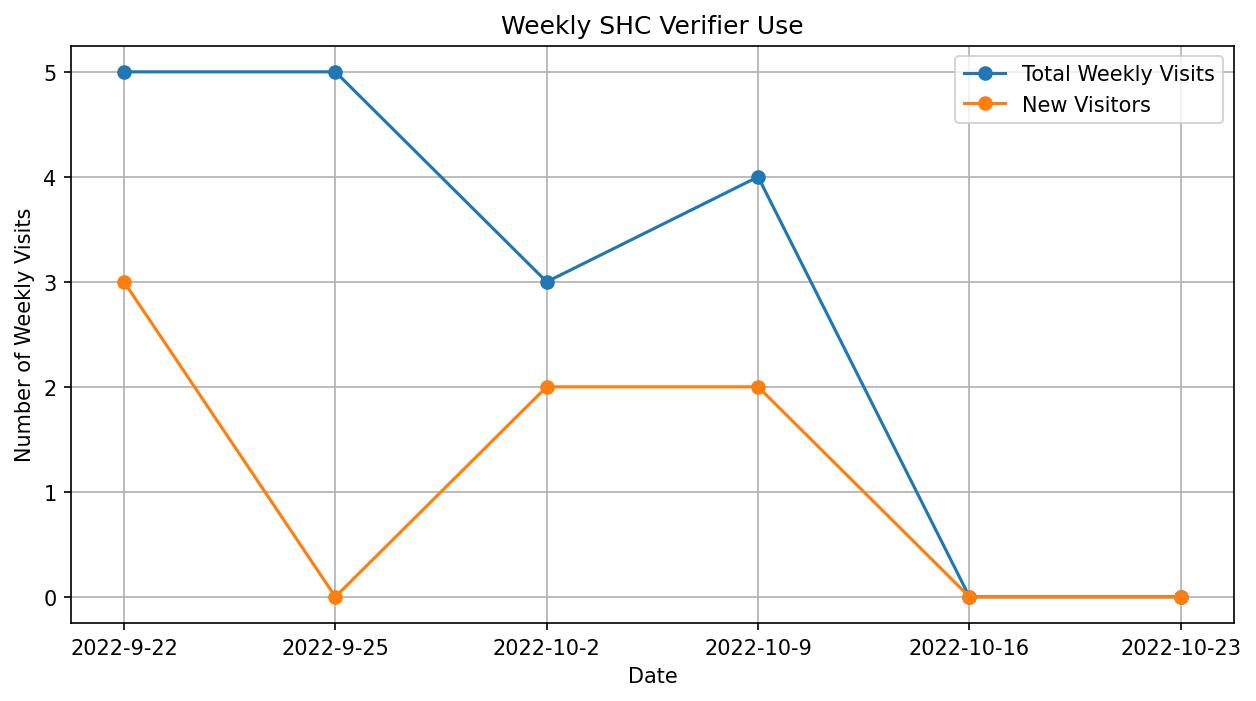 Weekly SHC Verifier Use
Total Weekly Visits
New Visitors
Number of Weekly Visits
5
4
3
2
1
0
2022-9-22
2022-9-25
2022-10-2
2022-10-9
2022-10-16
2022-10-23
Date